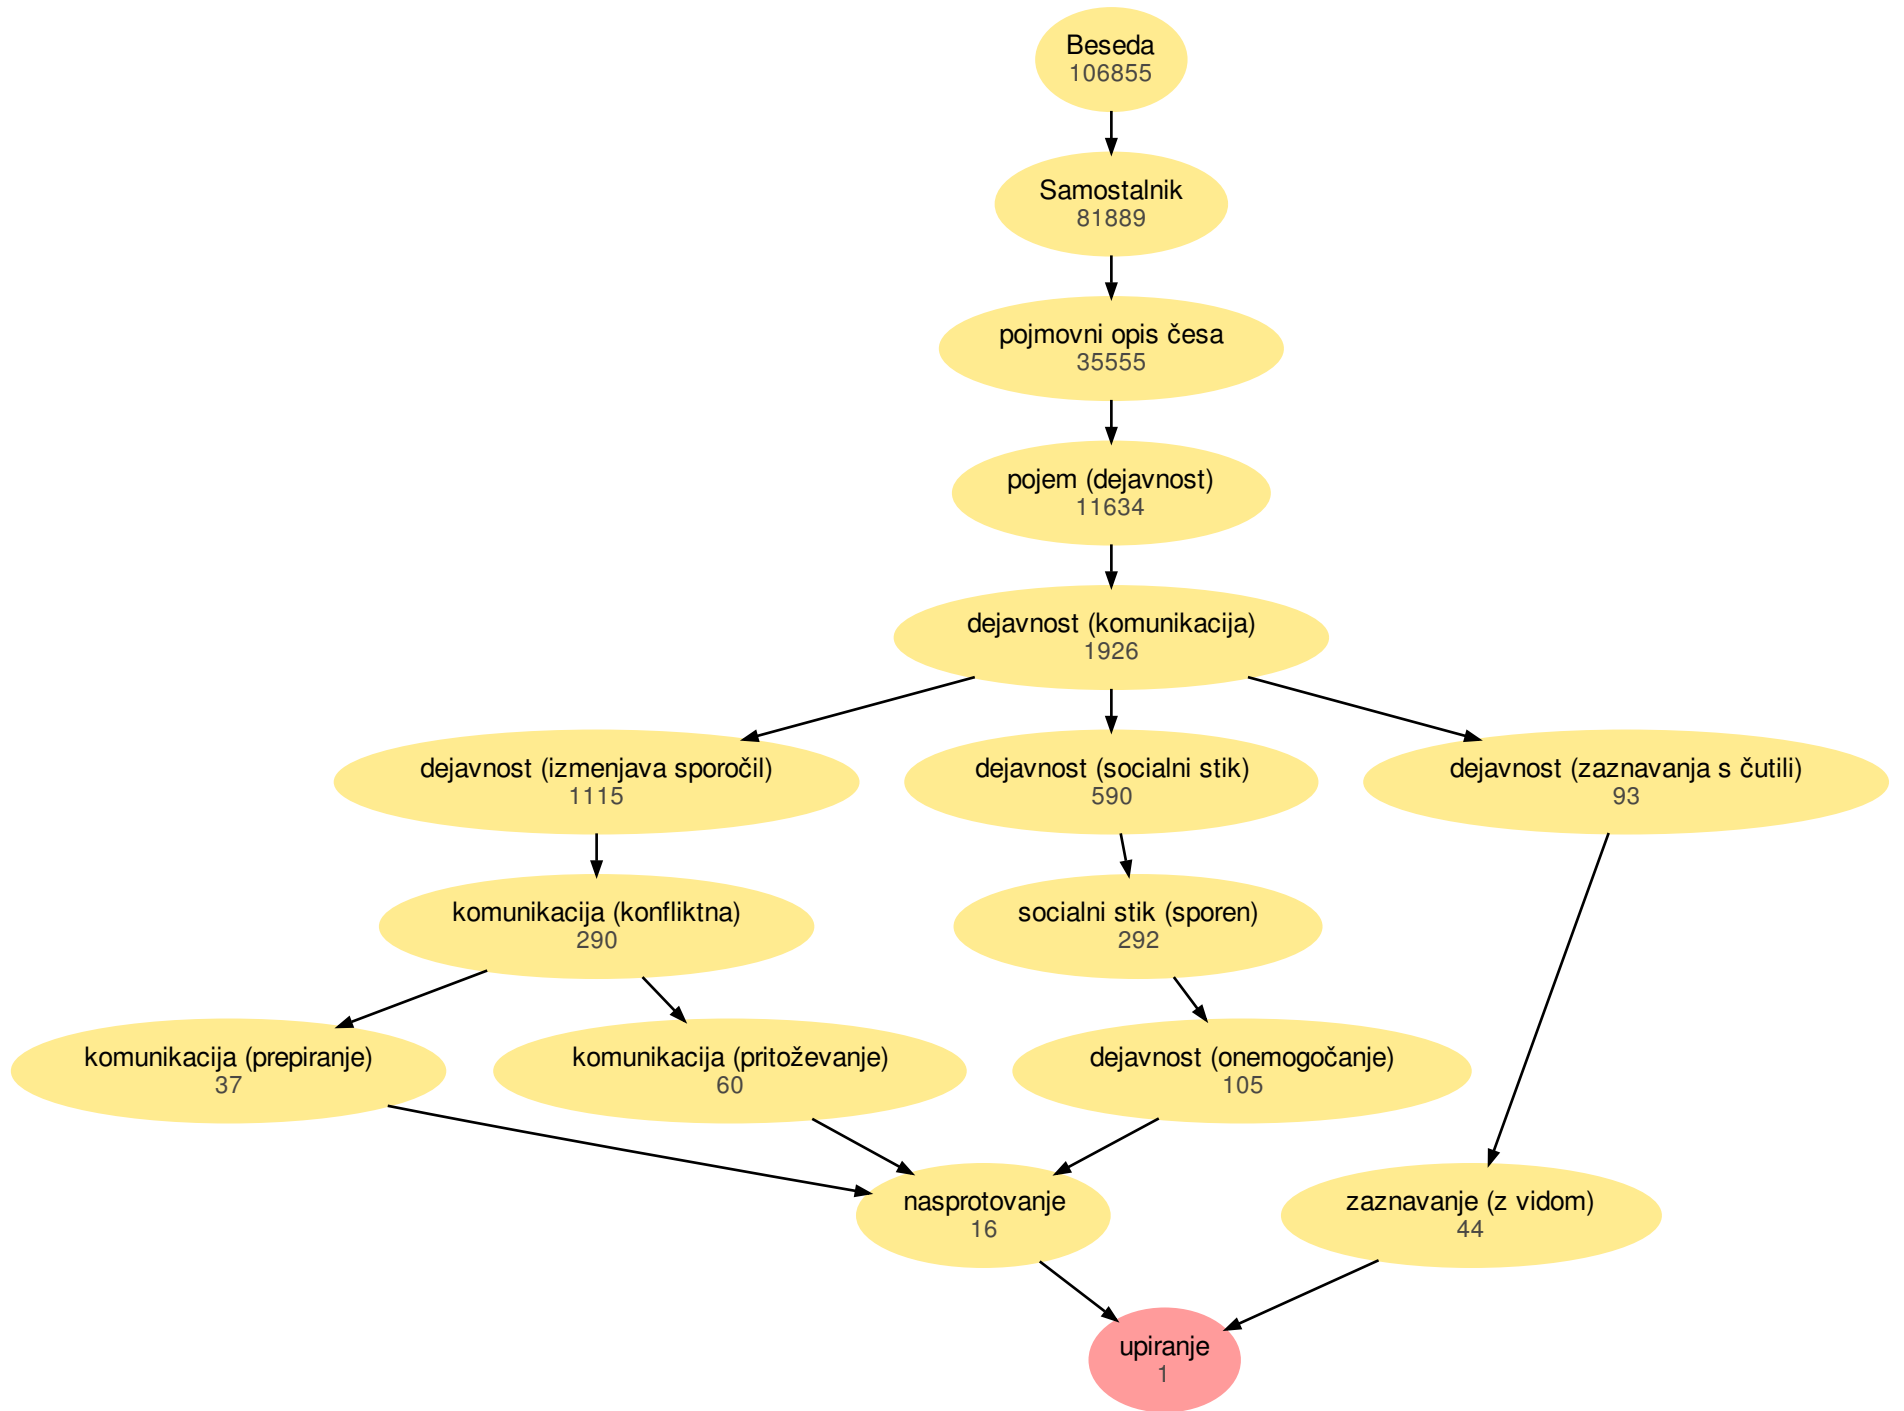 Beseda
106855
Samostalnik
81889
pojmovni opis česa
35555
pojem (dejavnost)
11634
dejavnost (komunikacija)
1926
dejavnost (izmenjava sporočil)
1115
dejavnost (socialni stik)
590
dejavnost (zaznavanja s čutili)
93
komunikacija (konfliktna)
290
socialni stik (sporen)
292
komunikacija (prepiranje)
37
komunikacija (pritoževanje)
60
dejavnost (onemogočanje)
105
nasprotovanje
16
zaznavanje (z vidom)
44
upiranje
1